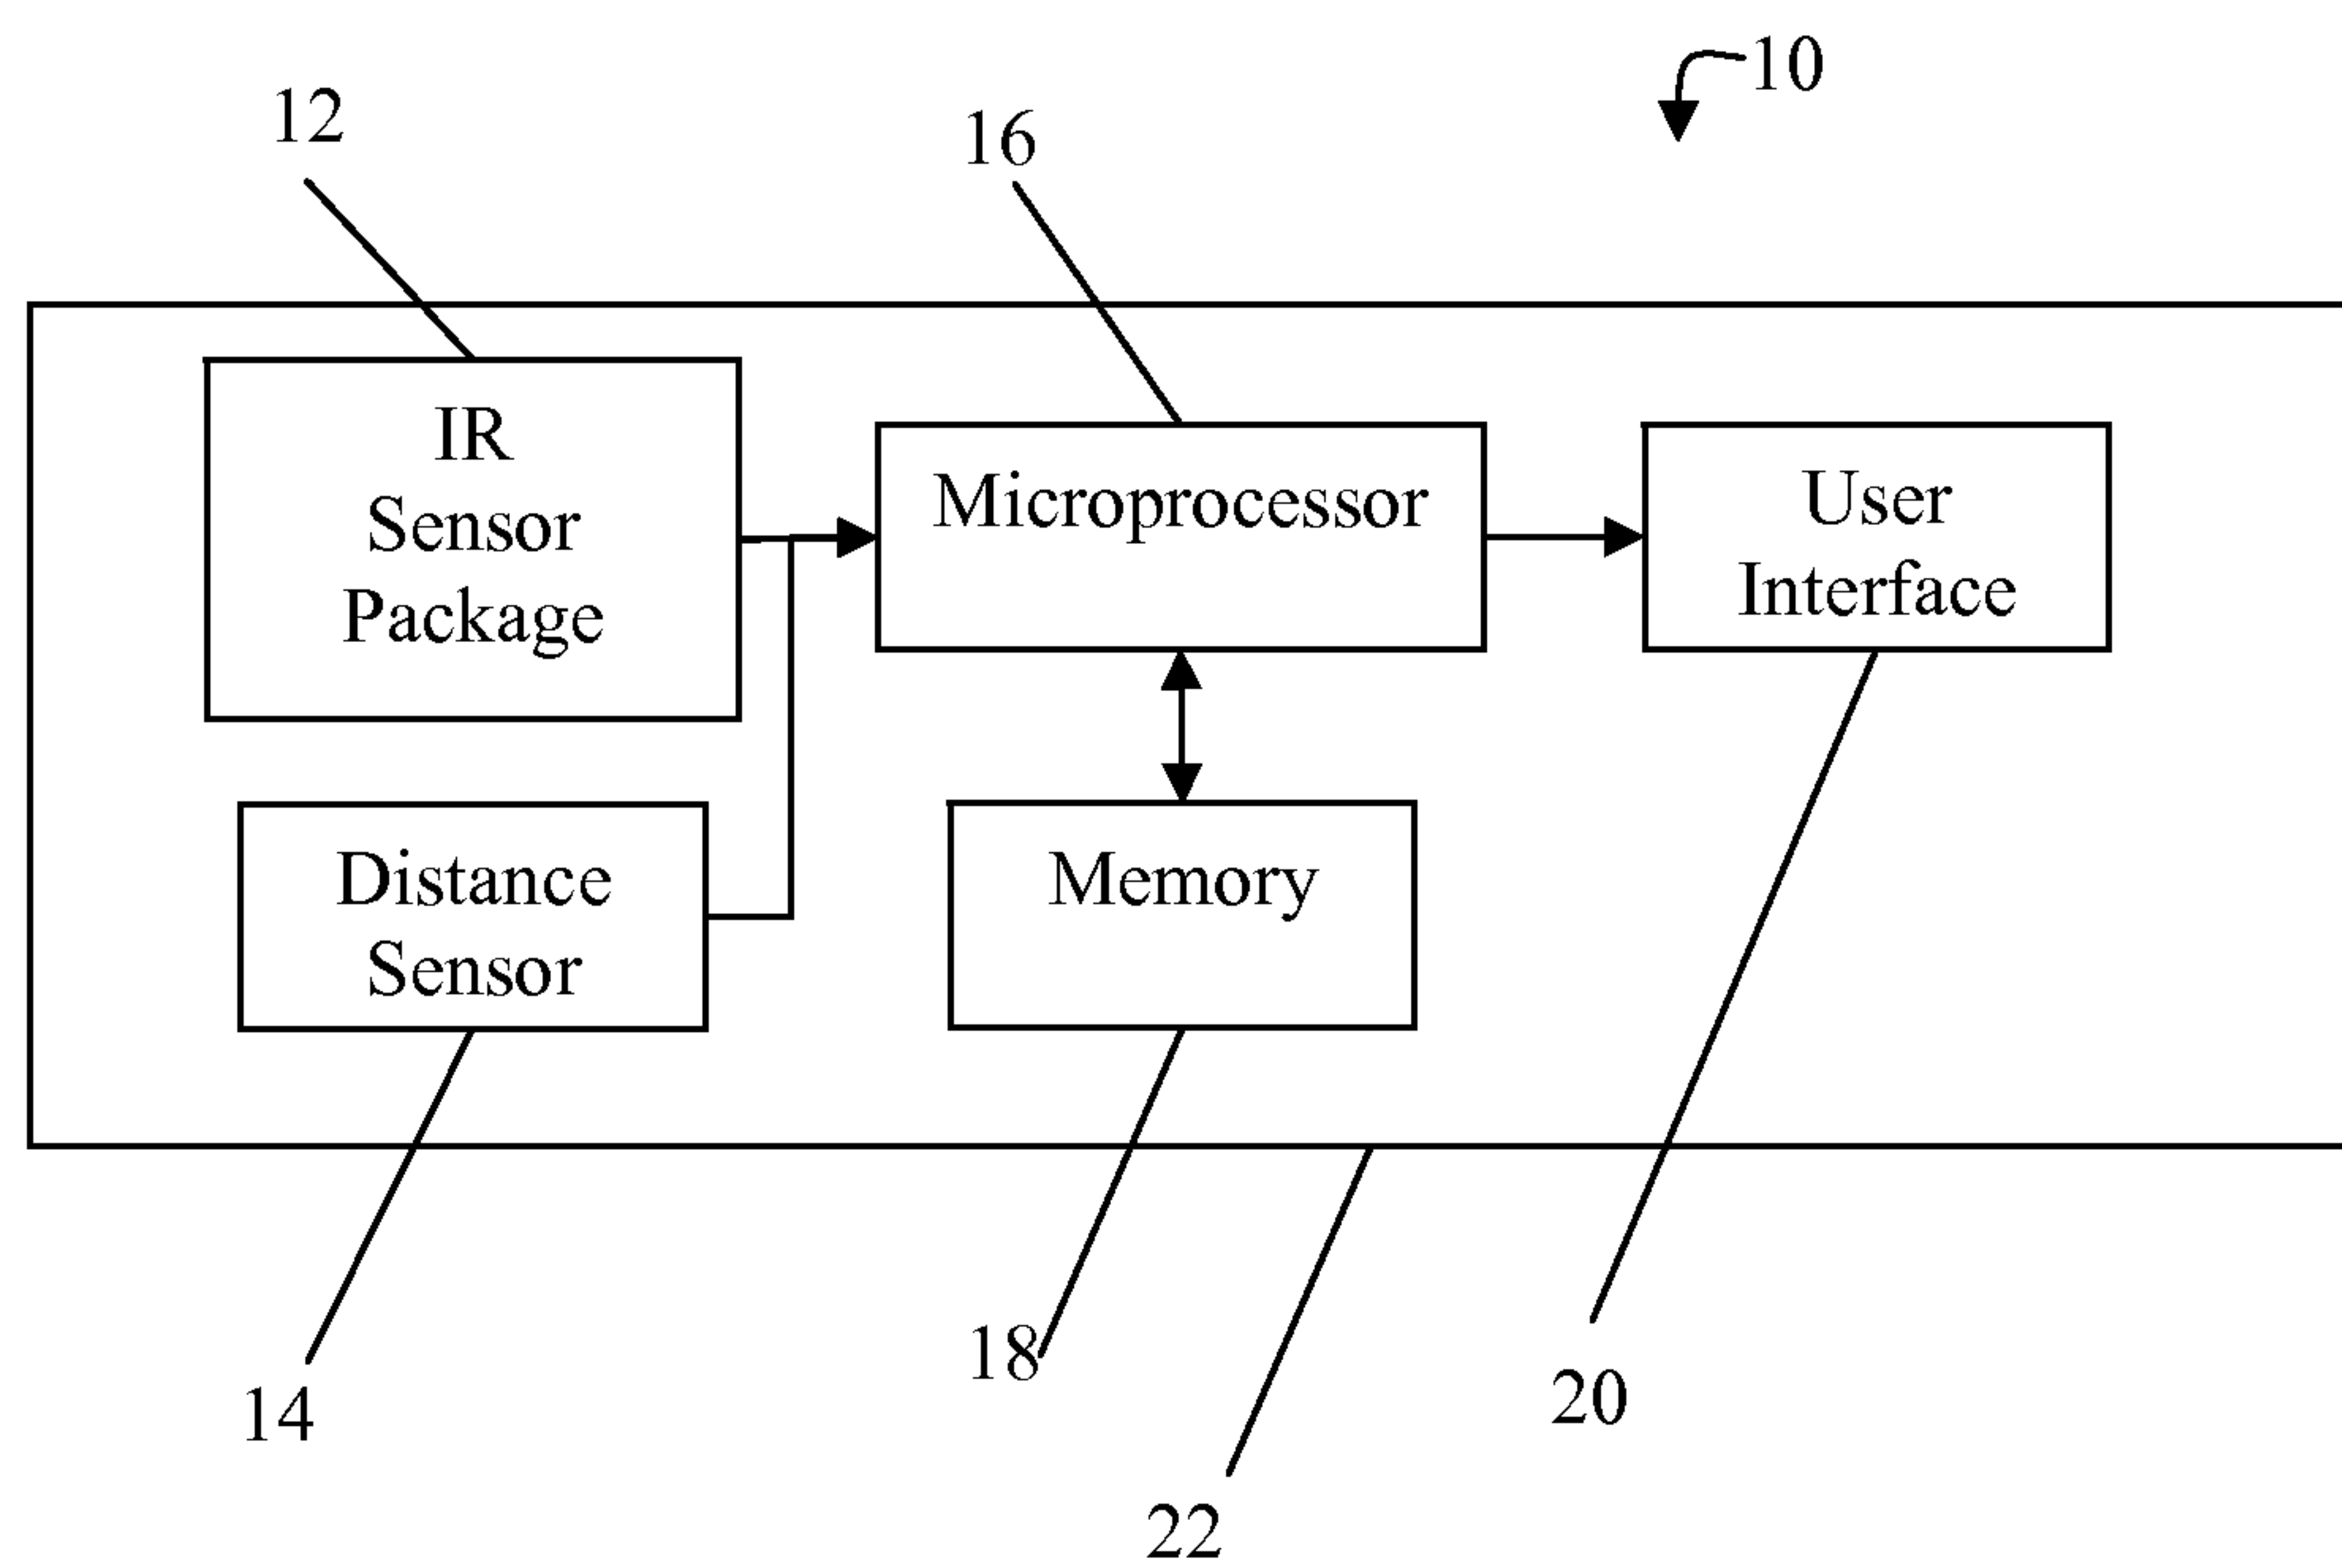 10
12
16
IR
Sensor
Package
Microprocessor
User
Interface
Distance
Sensor
Memory
18
20
14
22